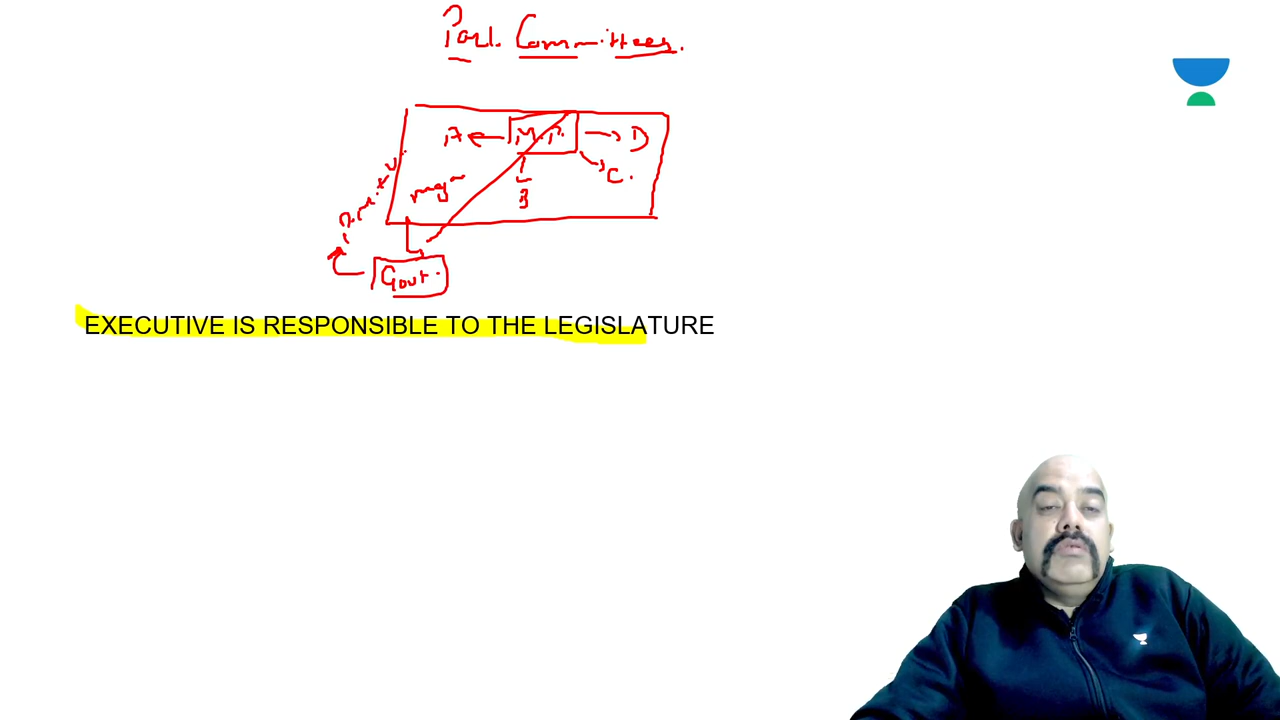 Parl. Committees.
A
M.P.
D
C.
B
Govt.
EXECUTIVE IS RESPONSIBLE TO THE LEGISLATURE